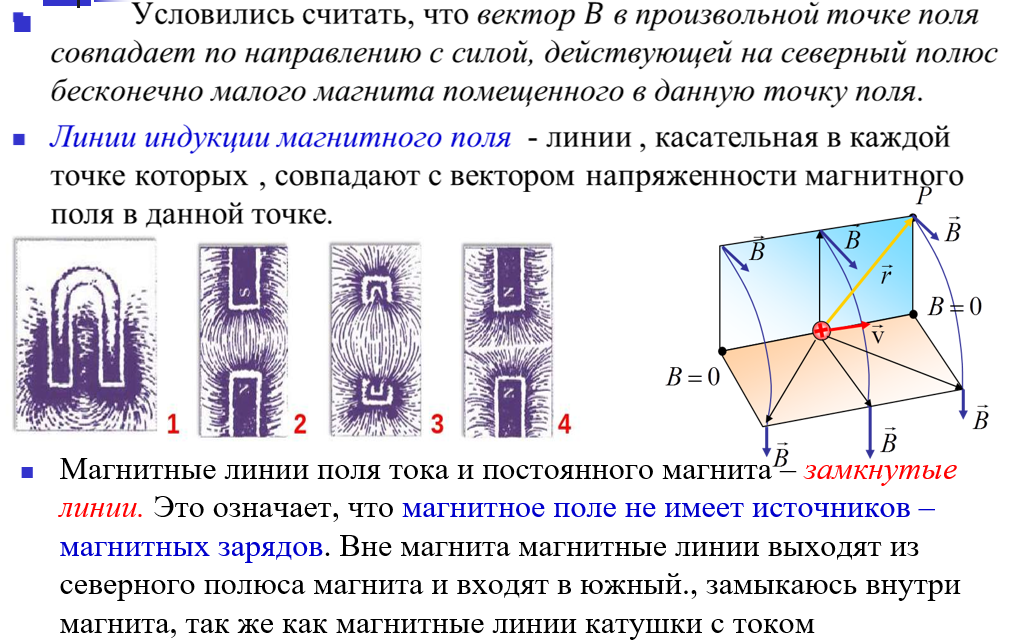 Условились считать, что вектор В в произвольной точке поля
совпадает по направлению с силой, действующей на северный полюс
бесконечно малого магнита помещенного в данную точку поля.
Линии индукции магнитного поля - линии , касательная в каждой
точке которых , совпадают с вектором напряженности магнитного
поля в данной точке.
P
B
B
B
r
B = 0
v
B = 0
S
N
N
N
1
2
3
4
B
B
B
Магнитные линии поля тока и постоянного магнита – замкнутые
линии. Это означает, что магнитное поле не имеет источников –
магнитных зарядов. Вне магнита магнитные линии выходят из
северного полюса магнита и входят в южный., замыкаюсь внутри
магнита, так же как магнитные линии катушки с током